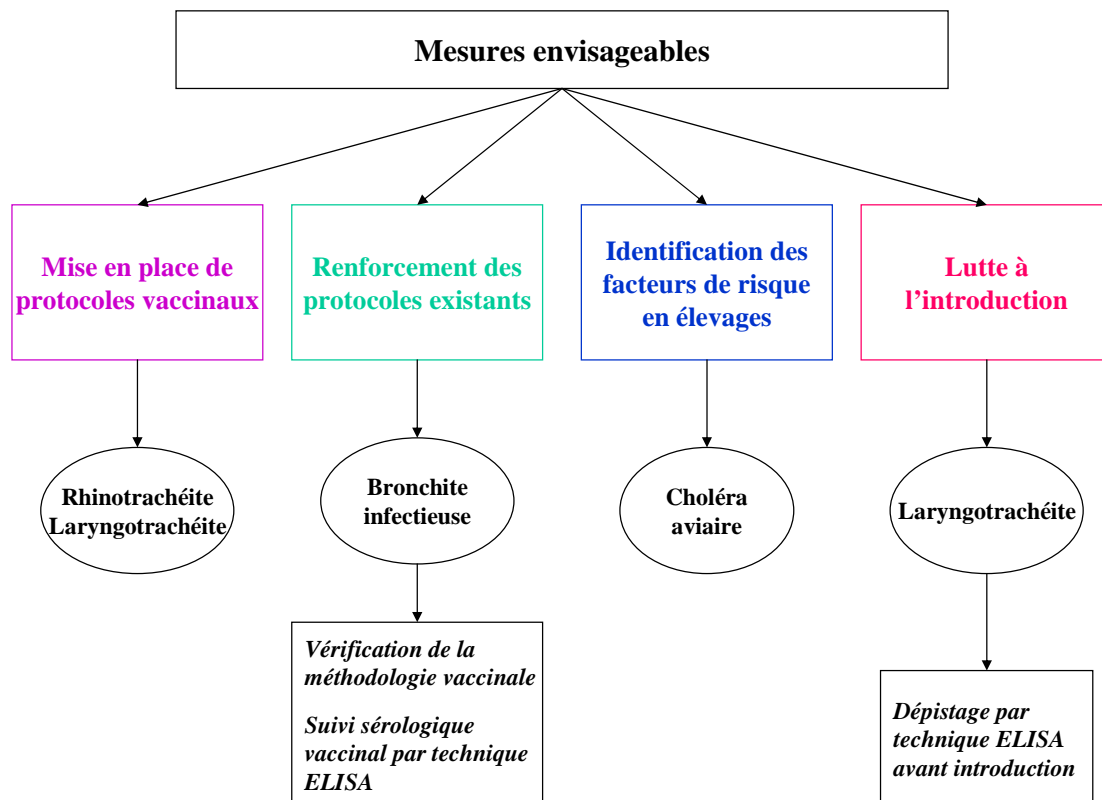 Mesures envisageables
Mise en place de
protocoles vaccinaux
Renforcement des
protocoles existants
Identification des
facteurs de risque
en élevages
Lutte à
l’introduction
Rhinotrachéite
Laryngotrachéite
Bronchite
infectieuse
Choléra
aviaire
Laryngotrachéite
Vérification de la
méthodologie vaccinale
Suivi sérologique
vaccinal par technique
ELISA
Dépistage par
technique ELISA
avant introduction